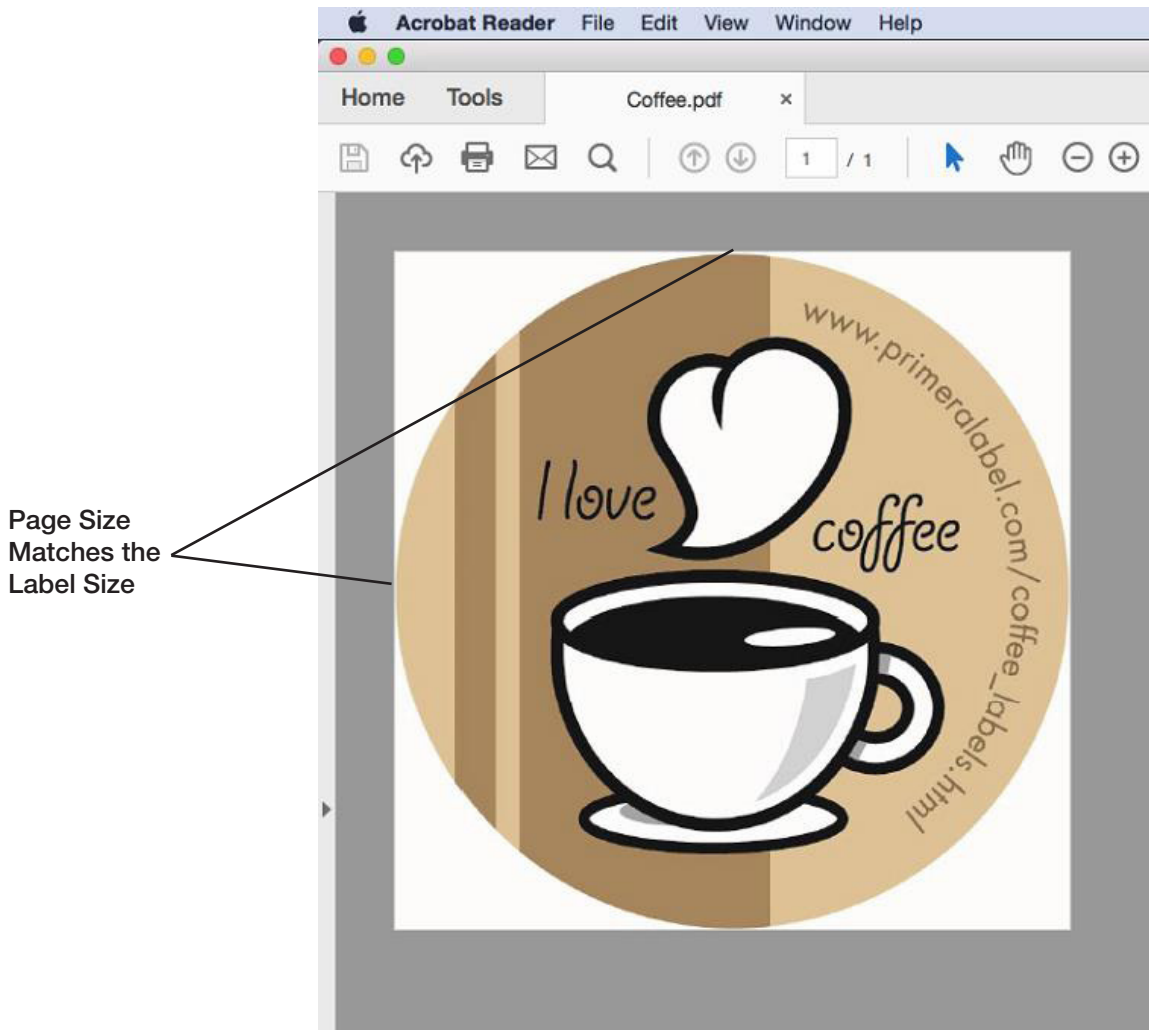 Acrobat Reader File Edit View Window Help
Home Tools Coffee.pdf ×
1 / 1
www.primeralabel.com/coffee_labels.html
I love
coffee
Page Size
Matches the
Label Size